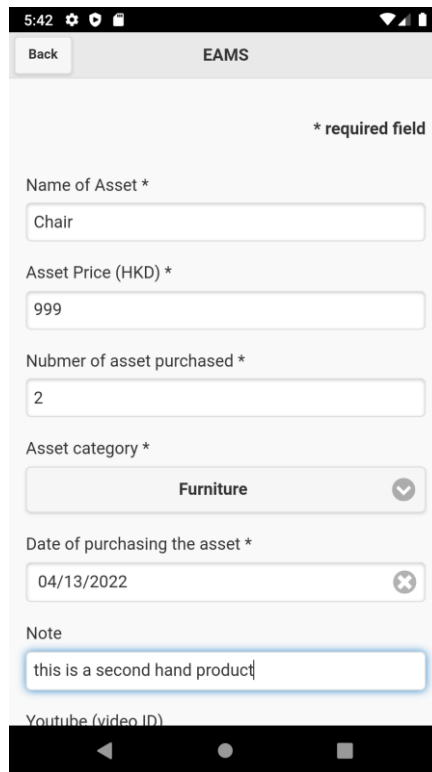 5:42
Back
EAMS
* required field
Name of Asset *
Chair
Asset Price (HKD) *
999
Nubmer of asset purchased *
2
Asset category *
Furniture
Date of purchasing the asset *
04/13/2022
Note
this is a second hand product
Youtube (video ID)